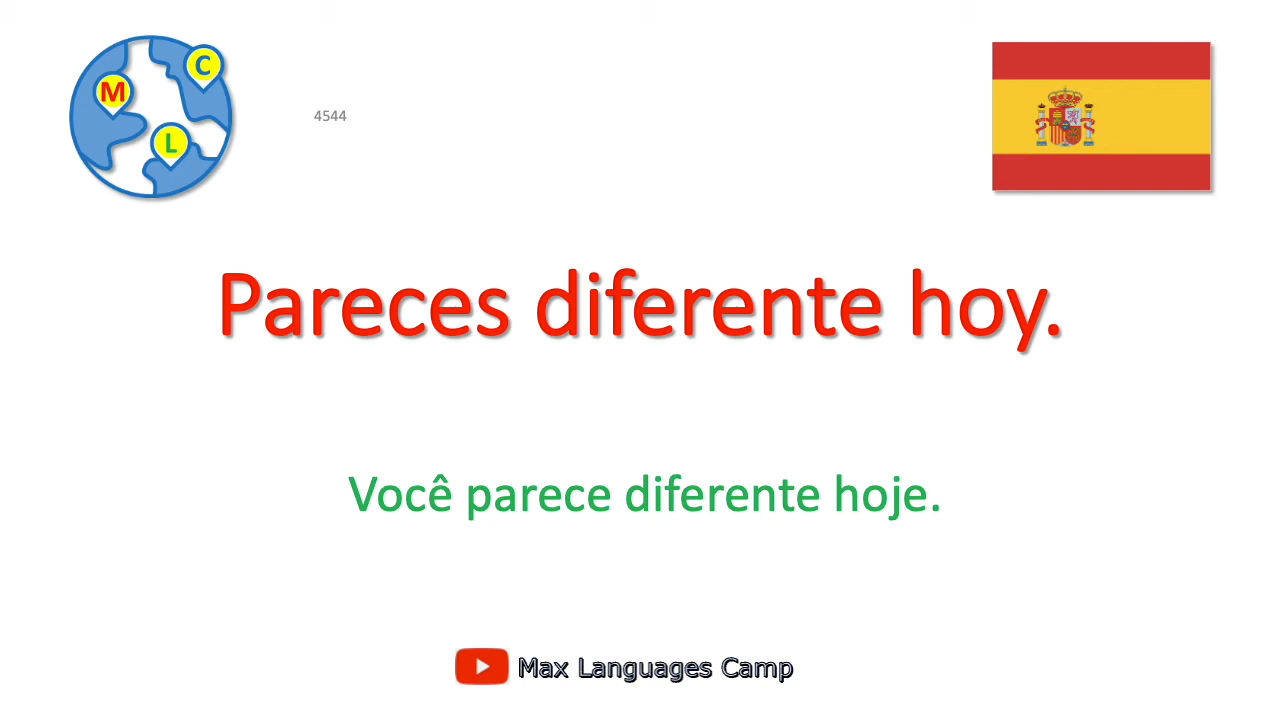 M
C
L
4544
Pareces diferente hoy.
Você parece diferente hoje.
Max Languages Camp